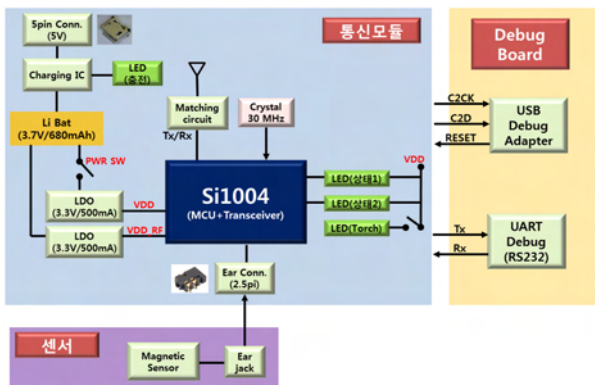 5pin Conn.
(5V)
통신모듈
Debug
Board
Charging IC
LED
(충전)
Matching
circuit
Crystal
30 MHz
Tx/Rx
Li Bat
(3.7V/680mAh)
PWR SW
C2CK
C2D
RESET
USB
Debug
Adapter
Si1004
(MCU+Transceiver)
VDD
LED(상태1)
LED(상태2)
LED(Torch)
LDO
(3.3V/500mA)
VDD
LDO
(3.3V/500mA)
VDD_RF
Tx
Rx
UART
Debug
(RS232)
Ear Conn.
(2.5pi)
센서
Magnetic
Sensor
Ear
jack